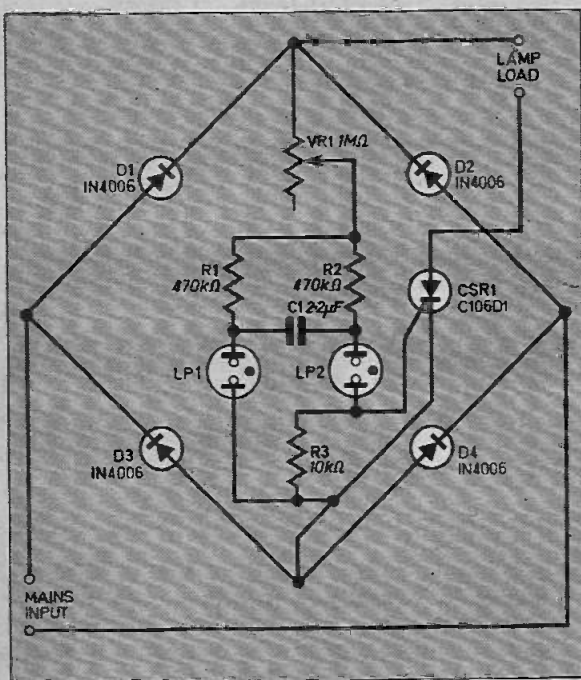 LAMP
LOAD
VR1 1MΩ
D1
IN4006
D2
IN4006
R1
470kΩ
R2
470kΩ
CSR1
C106D1
C1 2·2µF
LP1
LP2
R3
10kΩ
D3
IN4006
D4
IN4006
MAINS
INPUT